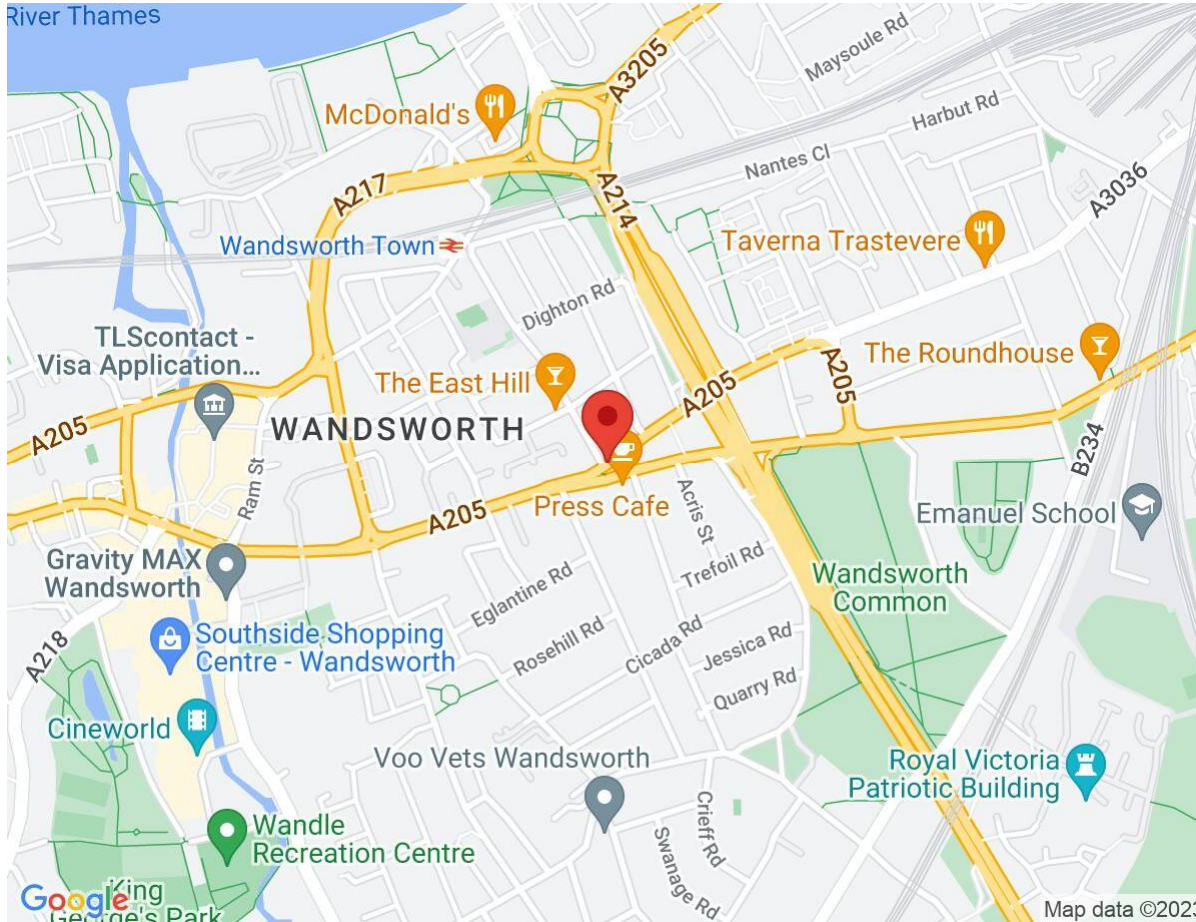 River Thames
McDonald's
A3205
Maysoule Rd
Harbut Rd
Nantes Cl
A217
A214
A3036
Wandsworth Town
Taverna Trastevere
Dighton Rd
TLScontact -
Visa Application...
The East Hill
A205
A205
The Roundhouse
A205
WANDSWORTH
Ram St
A205
Press Cafe
Acris St
B234
Emanuel School
Gravity MAX
Wandsworth
Eglantine Rd
Trefoil Rd
Wandsworth
Common
A218
Southside Shopping
Centre - Wandsworth
Rosehill Rd
Cicada Rd
Jessica Rd
Quarry Rd
Cineworld
Voo Vets Wandsworth
Royal Victoria
Patriotic Building
Crieff Rd
Swanage Rd
Wandle
Recreation Centre
Google
King
George's Park
Map data ©202